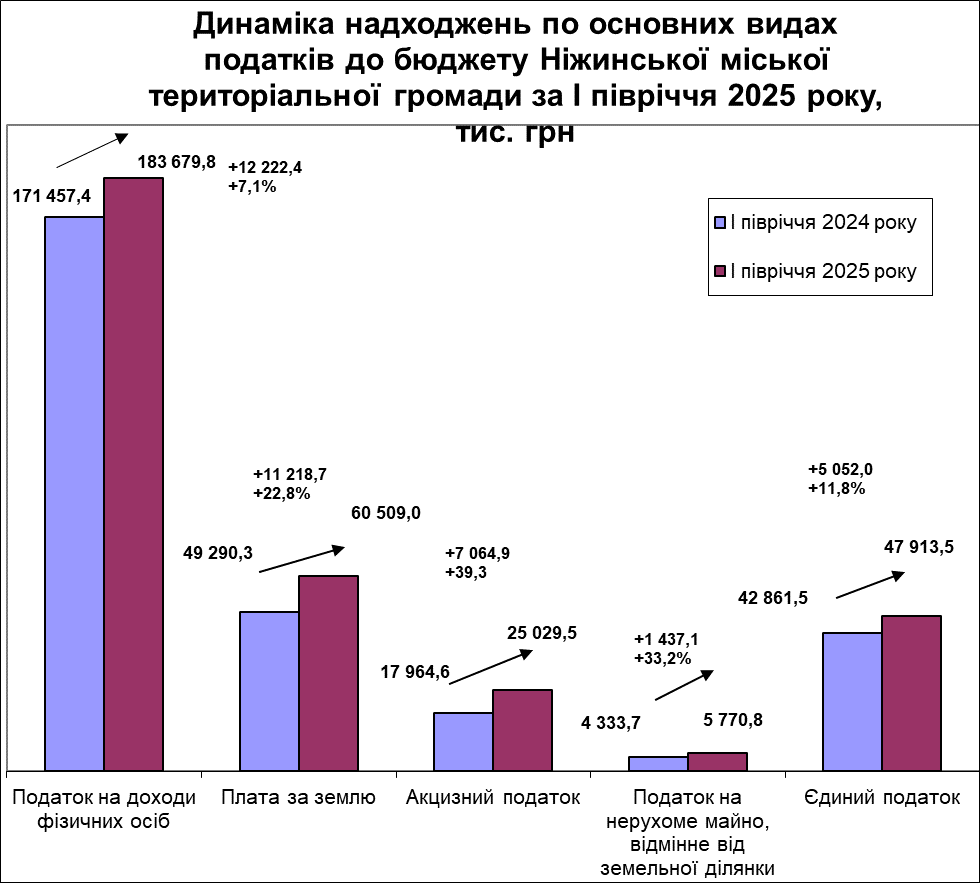 Динаміка надходжень по основних видах
податків до бюджету Ніжинської міської
територіальної громади за І півріччя 2025 року,
тис. грн
171 457,4
183 679,8
+12 222,4
+7,1%
І півріччя 2024 року
І півріччя 2025 року
49 290,3
+11 218,7
+22,8%
60 509,0
17 964,6
+7 064,9
+39,3
25 029,5
4 333,7
+1 437,1
+33,2%
5 770,8
42 861,5
+5 052,0
+11,8%
47 913,5
Податок на доходи
фізичних осіб
Плата за землю
Акцизний податок
Податок на
нерухоме майно,
відмінне від
земельної ділянки
Єдиний податок